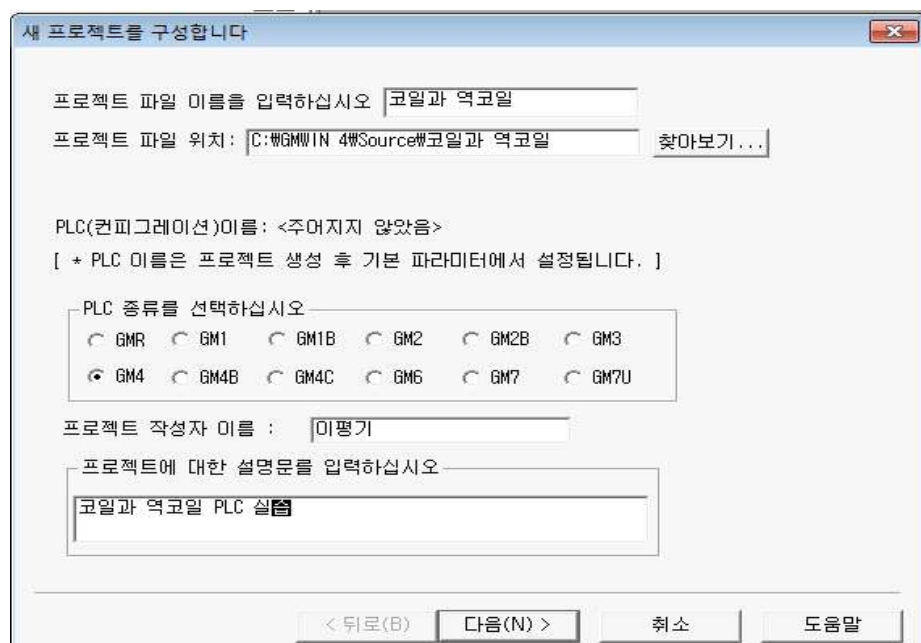 새 프로젝트를 구성합니다
프로젝트 파일 이름을 입력하십시오 코일과 역코일
프로젝트 파일 위치: C:₩GMWIN 4₩Source₩코일과 역코일 찾아보기...
PLC(컨피그레이션)이름: <주어지지 않았음>
[ * PLC 이름은 프로젝트 생성 후 기본 파라미터에서 설정됩니다. ]
PLC 종류를 선택하십시오
GMR GM1 GM1B GM2 GM2B GM3
GM4 GM4B GM4C GM6 GM7 GM7U
프로젝트 작성자 이름 : 이평기
프로젝트에 대한 설명문를 입력하십시오
코일과 역코일 PLC 실습
< 뒤로(B) 다음(N) > 취소 도움말